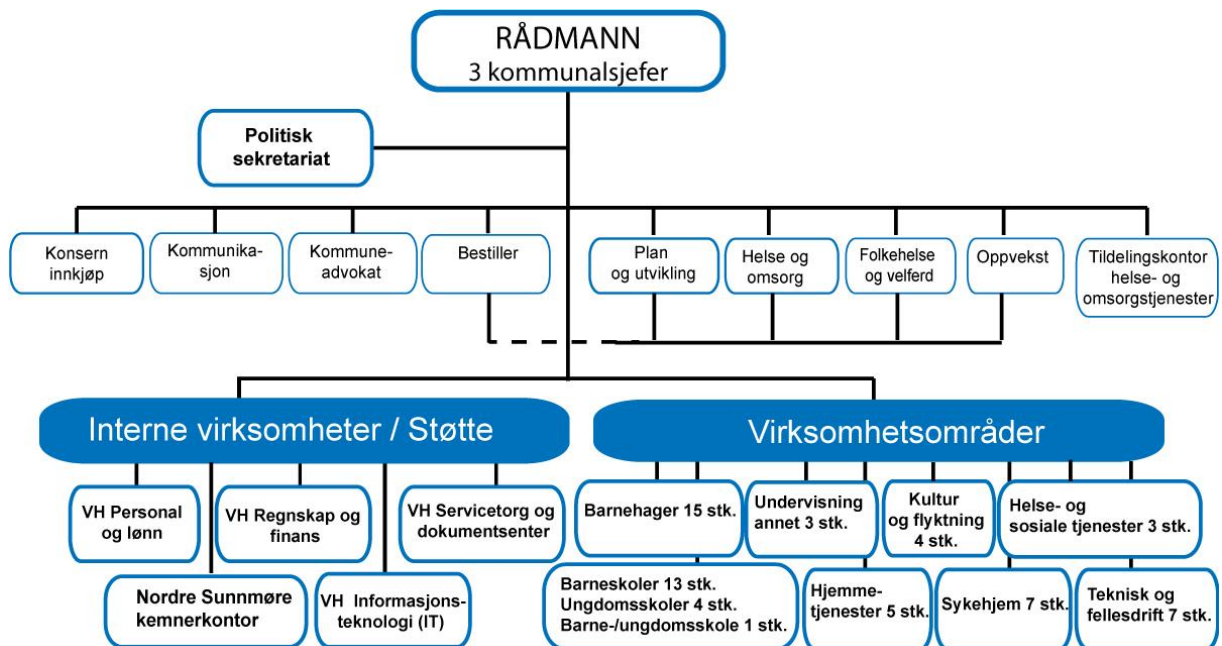 RÅDMANN
3 kommunalsjefer
Politisk
sekretariat
Konsern
innkjøp
Kommunika-
sjon
Kommune-
advokat
Bestiller
Plan
og utvikling
Helse og
omsorg
Folkehelse
og velferd
Oppvekst
Tildelingskontor
helse- og
omsorgstjenester
Interne virksomheter / Støtte
Virksomhetsområder
VH Personal
og lønn
VH Regnskap og
finans
VH Servicetorg og
dokumentsenter
Nordre Sunnmøre
kemnerkontor
VH Informasjons-
teknologi (IT)
Barnehager 15 stk.
Undervisning
annet 3 stk.
Kultur
og flyktning
4 stk.
Helse- og
sosiale tjenester 3 stk.
Barneskoler 13 stk.
Ungdomsskoler 4 stk.
Barne-/ungdomsskole 1 stk.
Hjemme-
tjenester 5 stk.
Sykehjem 7 stk.
Teknisk og
fellesdrift 7 stk.